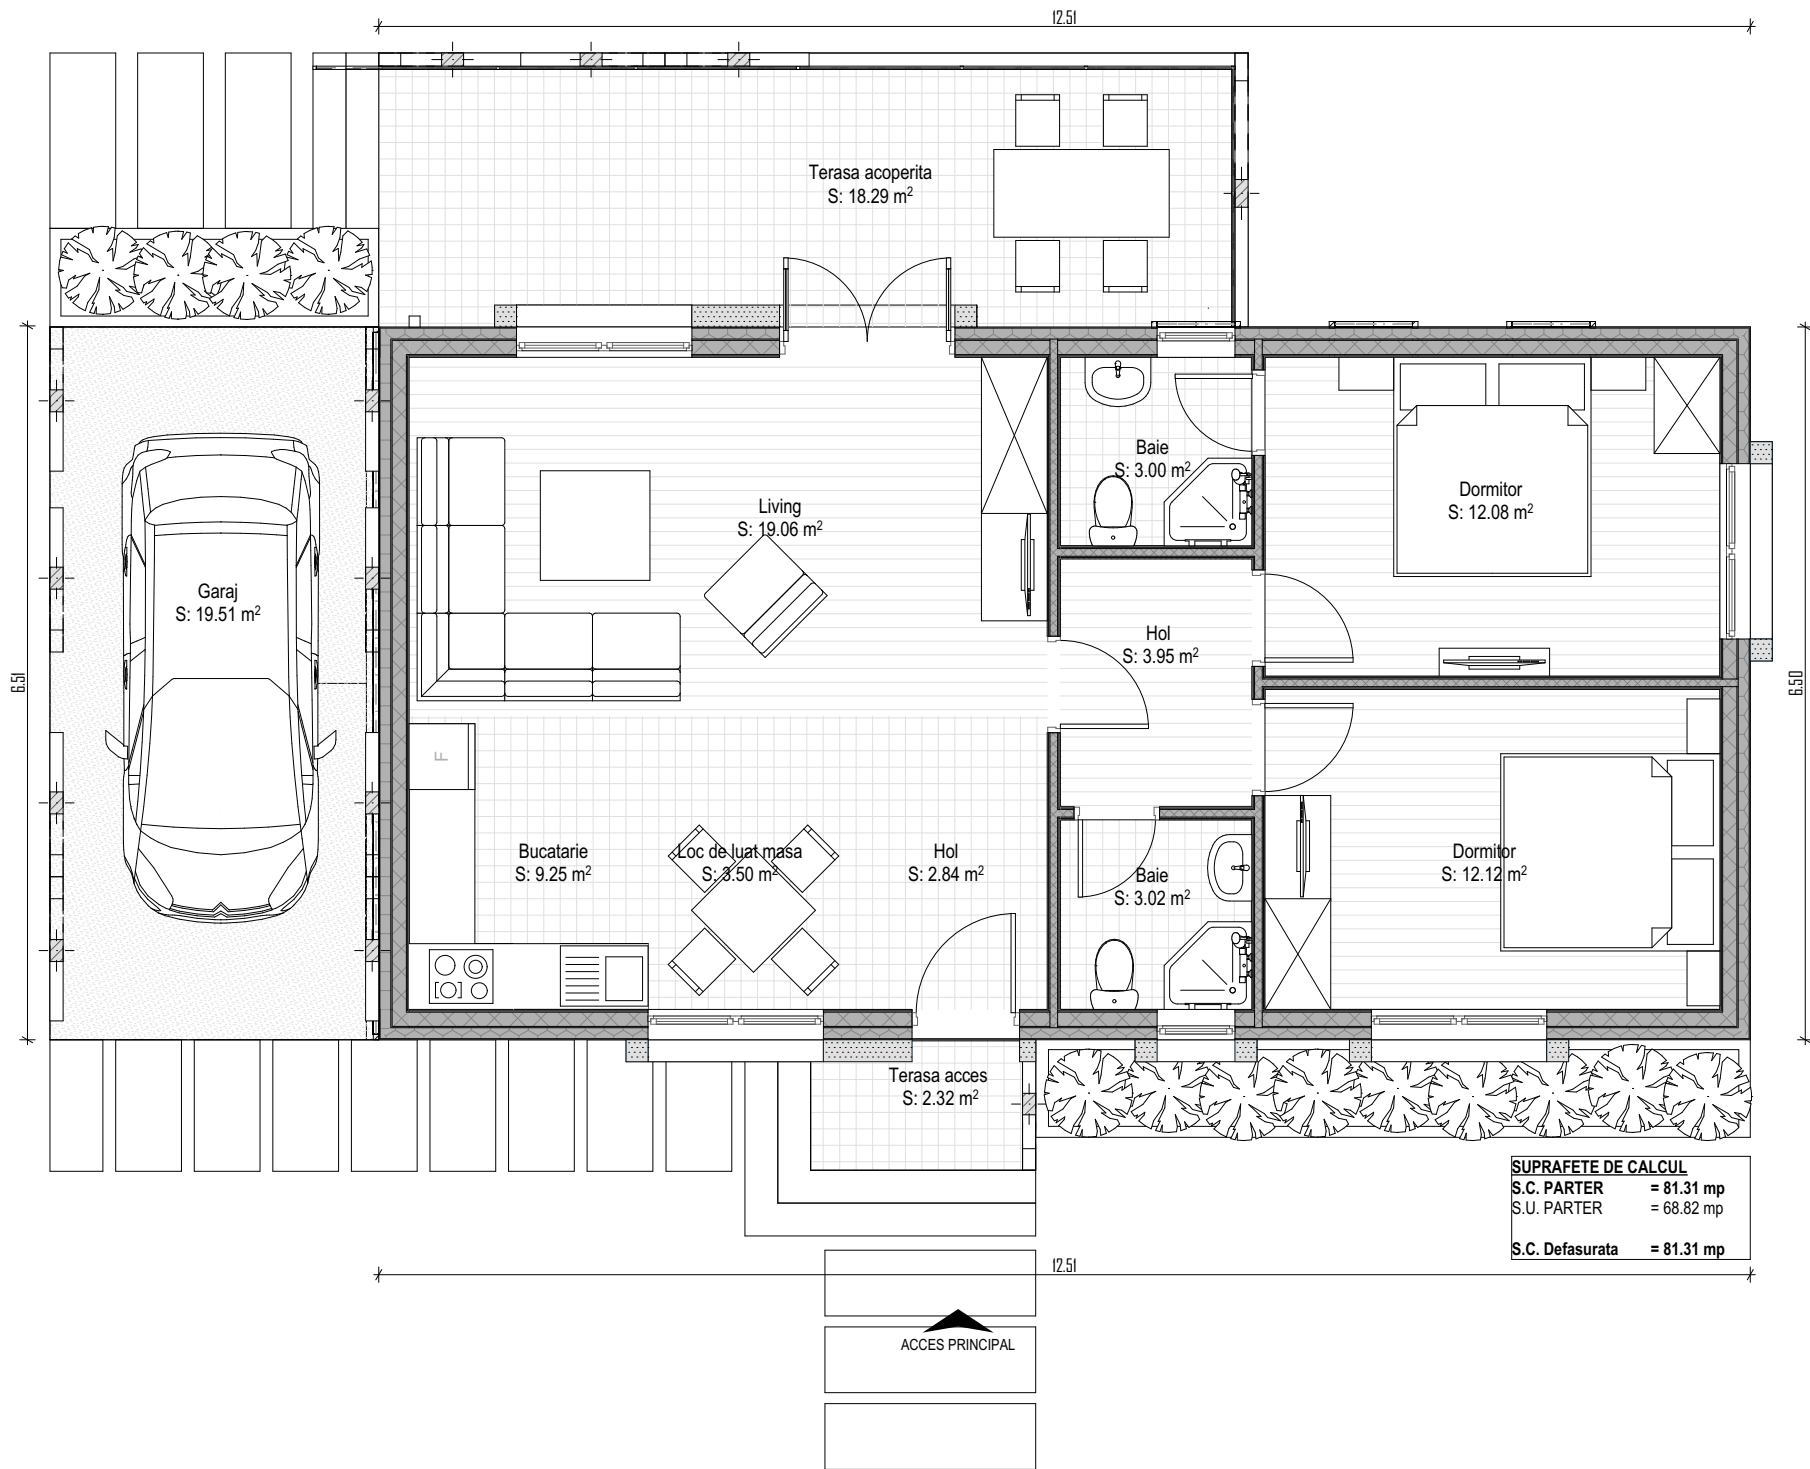 12.51
Terasa acoperita
S: 18.29 m²
Baie
S: 3.00 m²
Dormitor
S: 12.08 m²
Living
S: 19.06 m²
Garaj
S: 19.51 m²
Hol
S: 3.95 m²
6.51
6.50
F
Bucatarie
S: 9.25 m²
Loc de luat masa
S: 3.50 m²
Hol
S: 2.84 m²
Baie
S: 3.02 m²
Dormitor
S: 12.12 m²
Terasa acces
S: 2.32 m²
SUPRAFETE DE CALCUL
S.C. PARTER = 81.31 mp
S.U. PARTER = 68.82 mp
S.C. Defasurata = 81.31 mp
12.51
ACCES PRINCIPAL